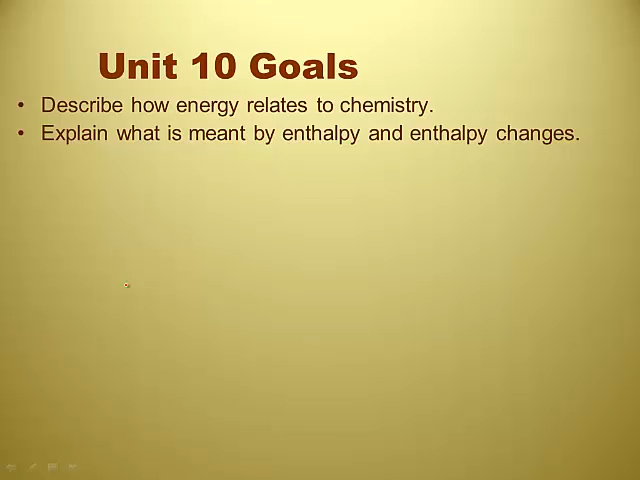 Unit 10 Goals
• Describe how energy relates to chemistry.
• Explain what is meant by enthalpy and enthalpy changes.